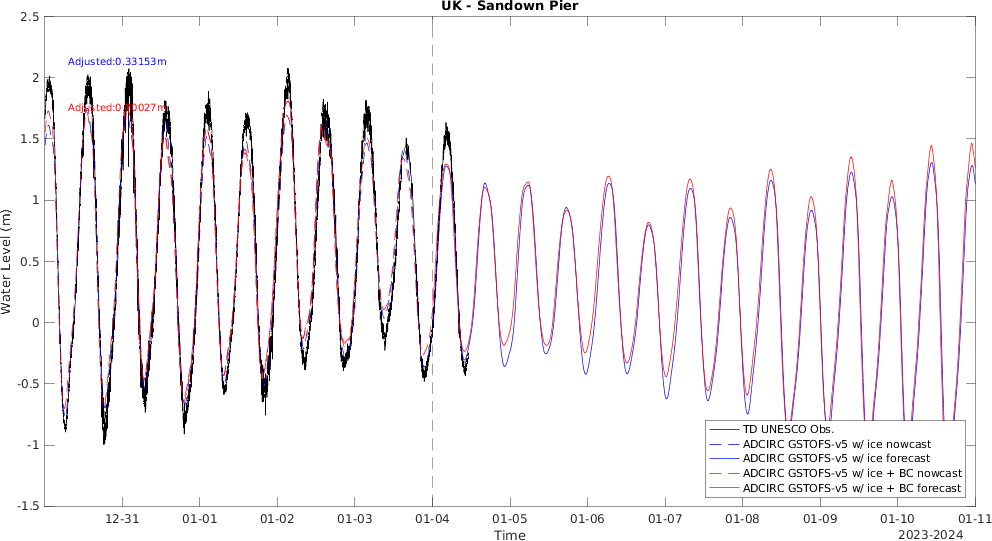 UK - Sandown Pier
2.5
2
1.5
1
0.5
0
-0.5
-1
-1.5
Water Level (m)
Adjusted:0.33153m
TD UNESCO Obs.
ADCIRC GSTOFS-v5 w/ ice nowcast
ADCIRC GSTOFS-v5 w/ ice forecast
ADCIRC GSTOFS-v5 w/ ice + BC nowcast
ADCIRC GSTOFS-v5 w/ ice + BC forecast
12-31 01-01 01-02 01-03 01-04 01-05 01-06 01-07 01-08 01-09 01-10 01-11
Time
2023-2024